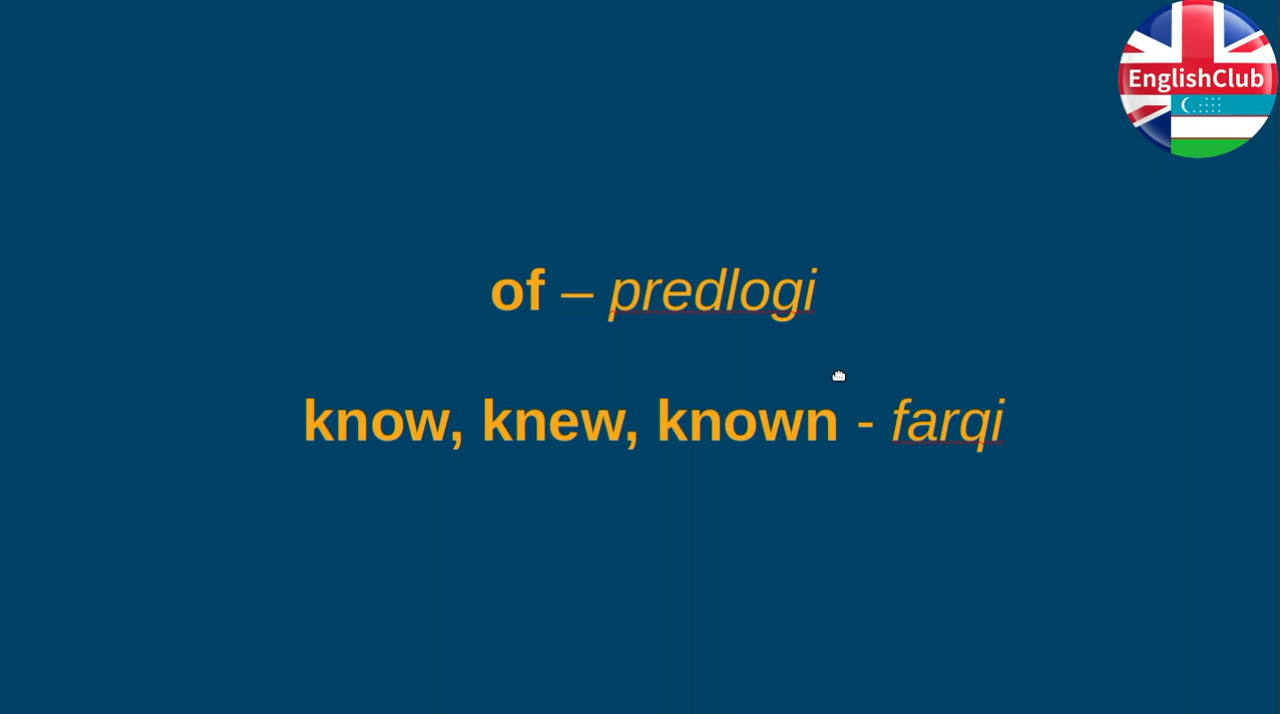 EnglishClub
of – predlogi
know, knew, known - farqi